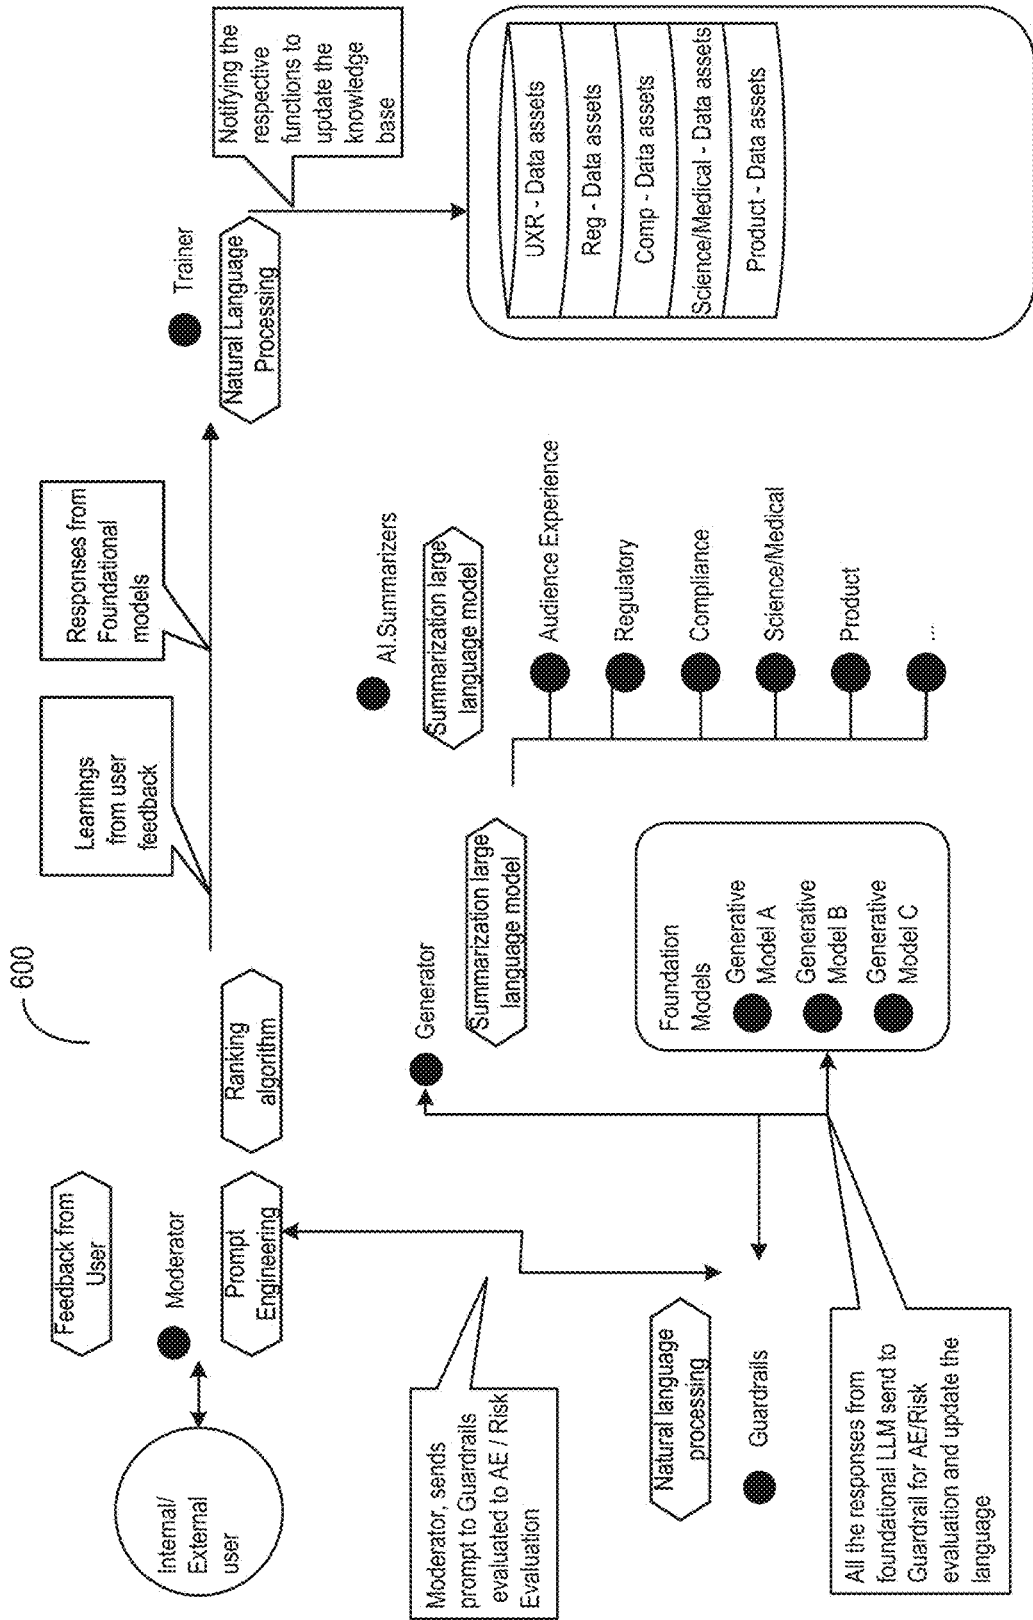 600
Feedback from
User
Moderator
Internal/
External
user
Prompt
Engineering
Ranking
algorithm
Learnings
from user
feedback
Responses from
Foundational
models
Trainer
Natural Language
Processing
Notifying the
respective
functions to
update the
knowledge
base
Moderator, sends
prompt to Guardrails
evaluated to AE / Risk
Evaluation
Generator
Summarization large
language model
AI.Summarizers
Summarization large
language model
Audience Experience
Regulatory
Compliance
Science/Medical
Product
....
UXR - Data assets
Reg - Data assets
Comp - Data assets
Science/Medical - Data assets
Product - Data assets
Natural language
processing
Guardrails
Foundation
Models
Generative
Model A
Generative
Model B
Generative
Model C
All the responses from
foundational LLM send to
Guardrail for AE/Risk
evaluation and update the
language